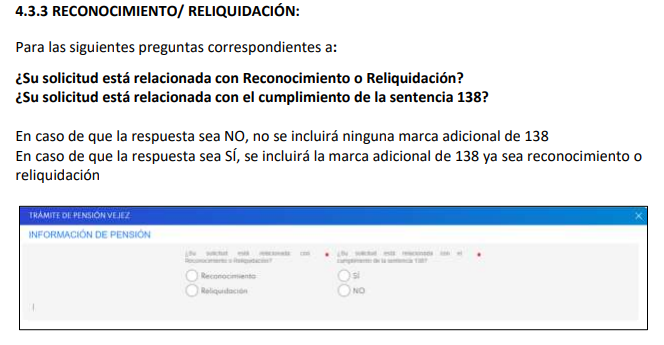 4.3.3 RECONOCIMIENTO/ RELIQUIDACIÓN:
Para las siguientes preguntas correspondientes a:
¿Su solicitud está relacionada con Reconocimiento o Reliquidación?
¿Su solicitud está relacionada con el cumplimiento de la sentencia 138?
En caso de que la respuesta sea NO, no se incluirá ninguna marca adicional de 138
En caso de que la respuesta sea SÍ, se incluirá la marca adicional de 138 ya sea reconocimiento o
reliquidación
TRÁMITE DE PENSIÓN VEJEZ
INFORMACIÓN DE PENSIÓN
¿Su solicitud está relacionada con
Reconocimiento o Reliquidación?
¿Su solicitud está relacionada con el
cumplimiento de la sentencia 138?
Reconocimiento
SÍ
Reliquidación
NO